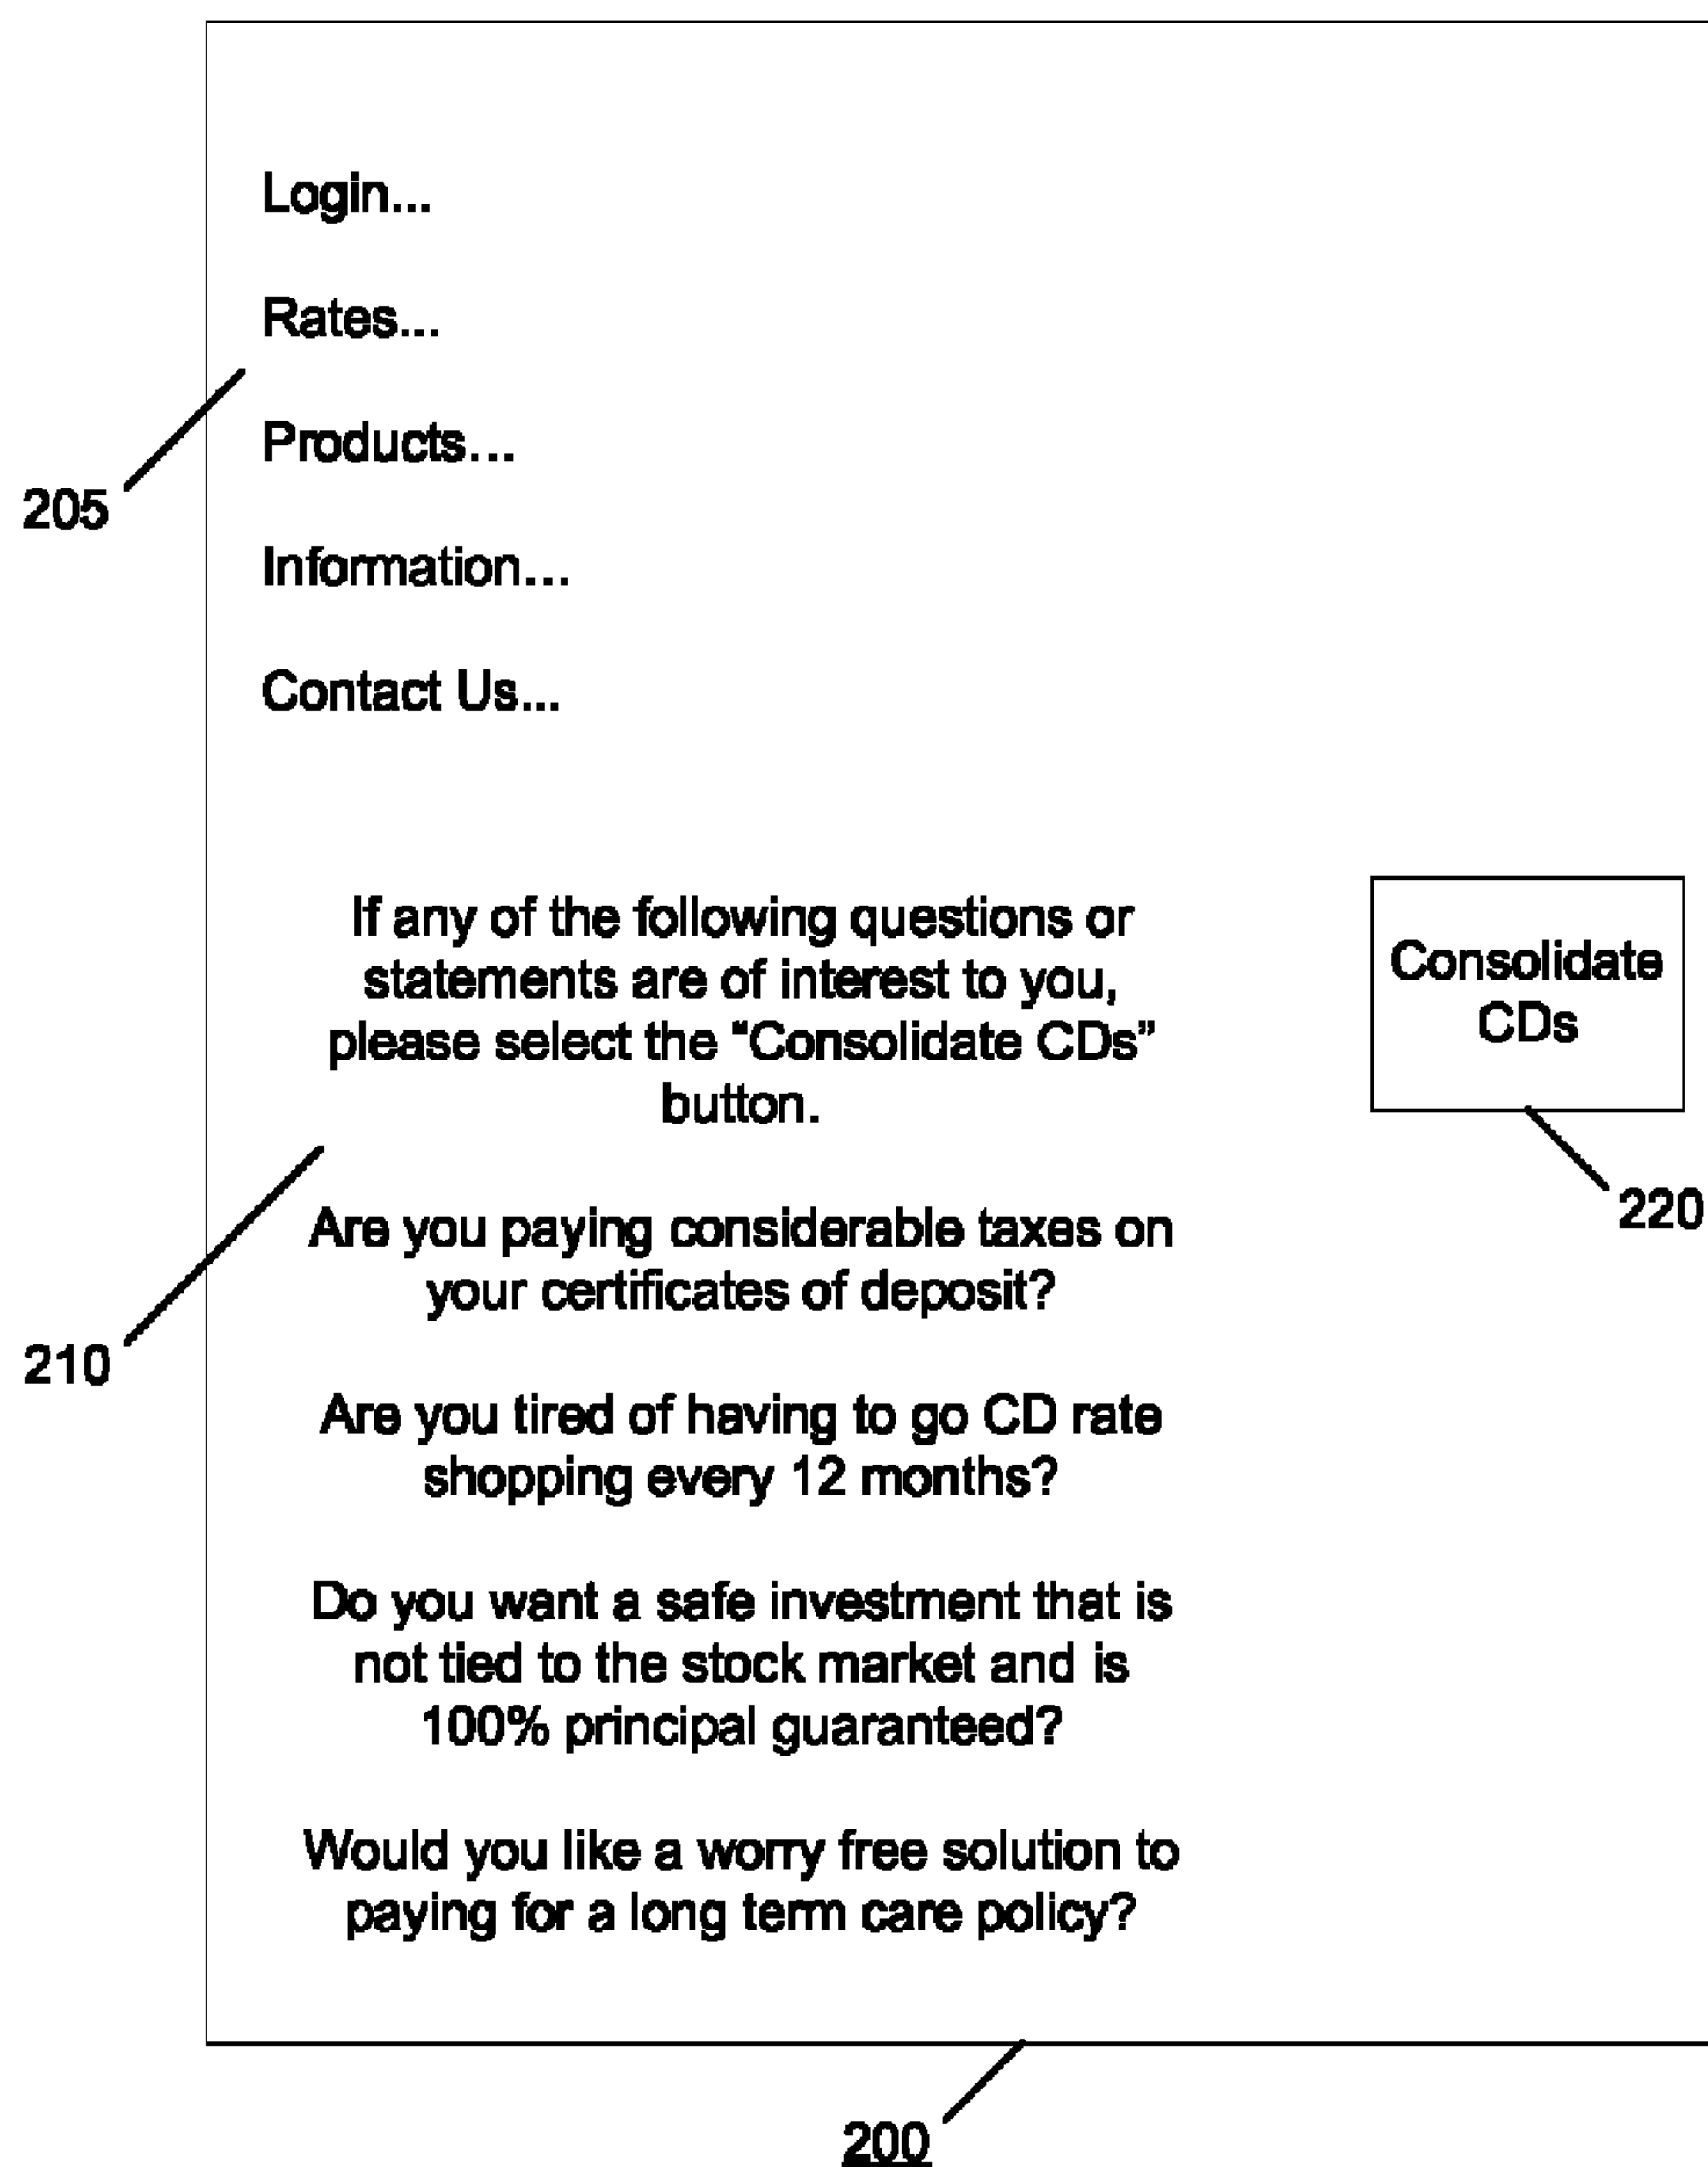 Login...
Rates...
Products...
205
Information...
Contact Us...
If any of the following questions or
statements are of interest to you,
please select the "Consolidate CDs”
button.
Consolidate
CDs
220
Are you paying considerable taxes on
your certificates of deposit?
210
Are you tired of having to go CD rate
shopping every 12 months?
Do you want a safe investment that is
not tied to the stock market and is
100% principal guaranteed?
Would you like a worry free solution to
paying for a long term care policy?
200